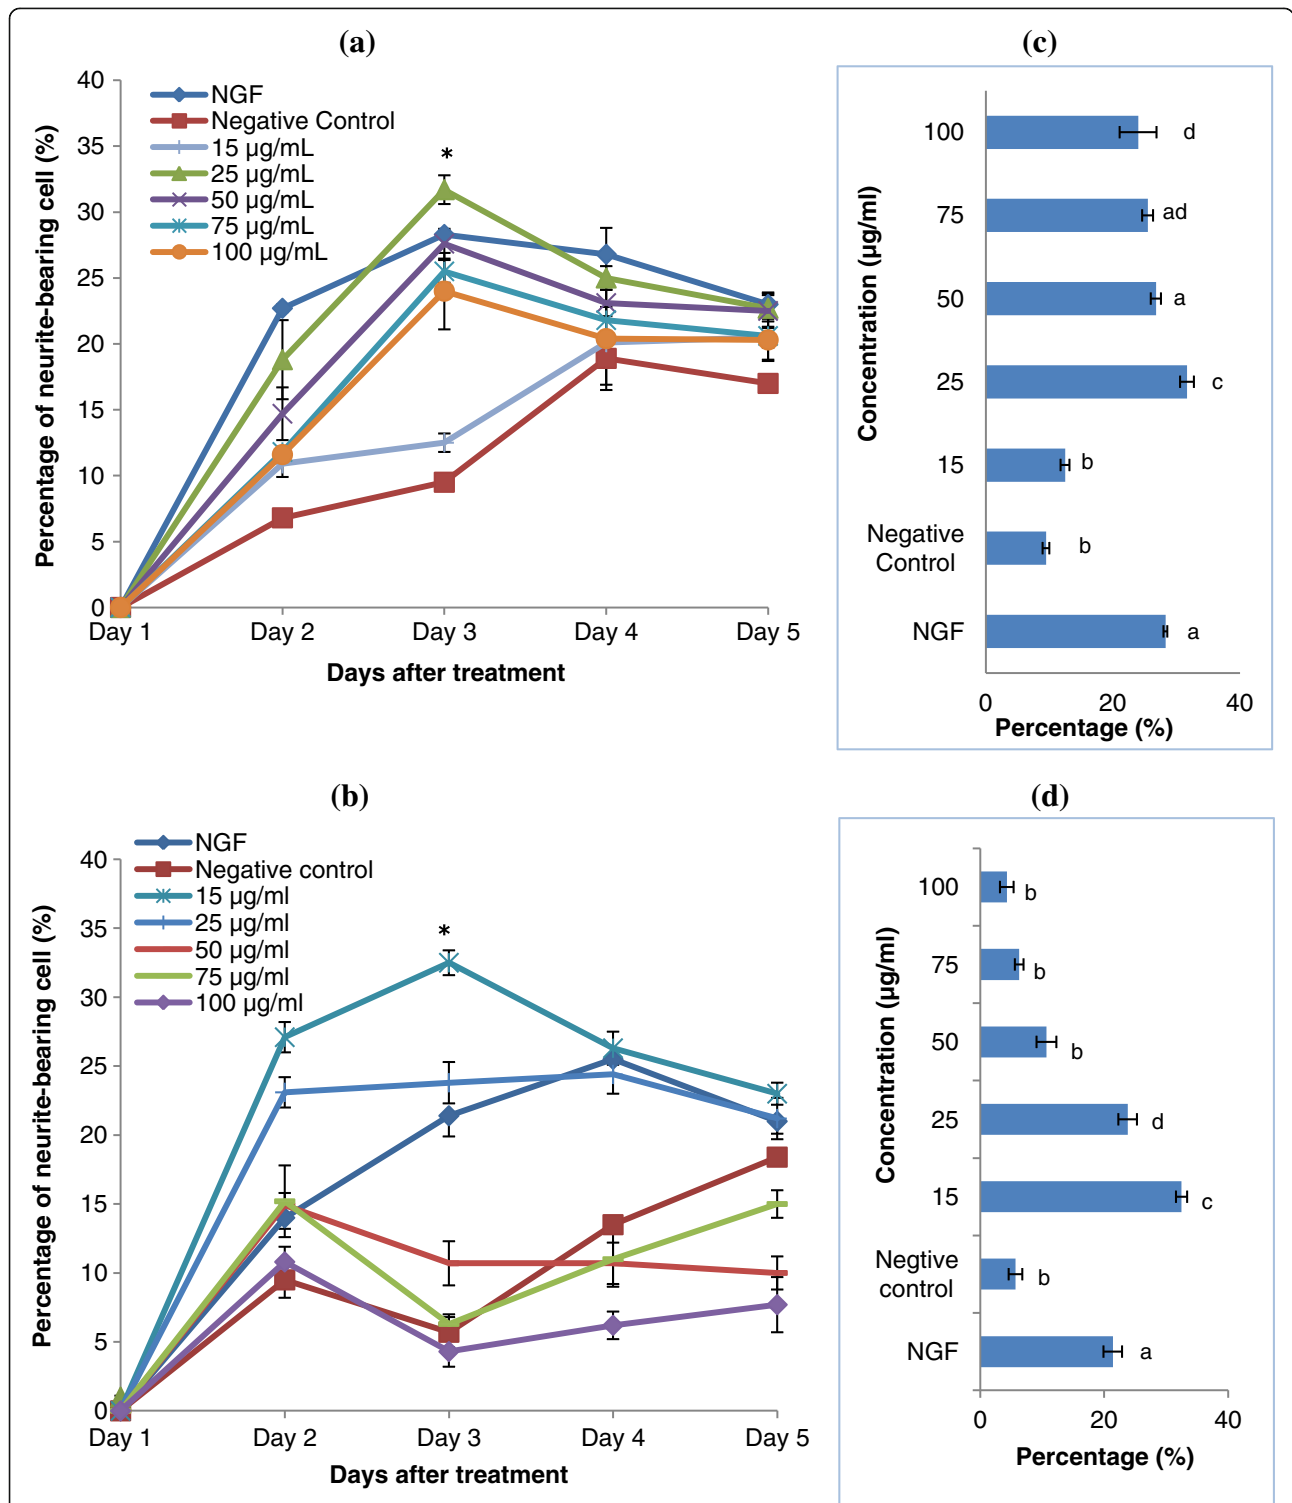 (a)
40
35
30
25
20
15
10
5
0
Percentage of neurite-bearing cell (%)
NGF
Negative Control
15 µg/mL
25 µg/mL
50 µg/mL
75 µg/mL
100 µg/mL
*
Day 1 Day 2 Day 3 Day 4 Day 5
Days after treatment
(c)
Concentration (µg/ml)
100 d
75 ad
50 a
25 c
15 b
Negative
Control b
NGF a
0 20 40
Percentage (%)
(b)
40
35
30
25
20
15
10
5
0
Percentage of neurite-bearing cell (%)
NGF
Negative control
15 µg/ml
25 µg/ml
50 µg/ml
75 µg/ml
100 µg/ml
*
Day 1 Day 2 Day 3 Day 4 Day 5
Days after treatment
(d)
Concentration (µg/ml)
100 b
75 b
50 b
25 d
15 c
Negtive
control b
NGF a
0 20 40
Percentage (%)